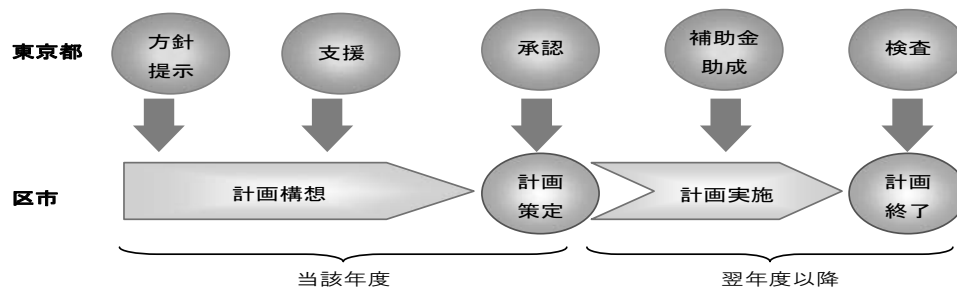 東京都
方針
提示
支援
承認
補助金
助成
検査
区市
計画構想
計画
策定
計画実施
計画
終了
当該年度
翌年度以降